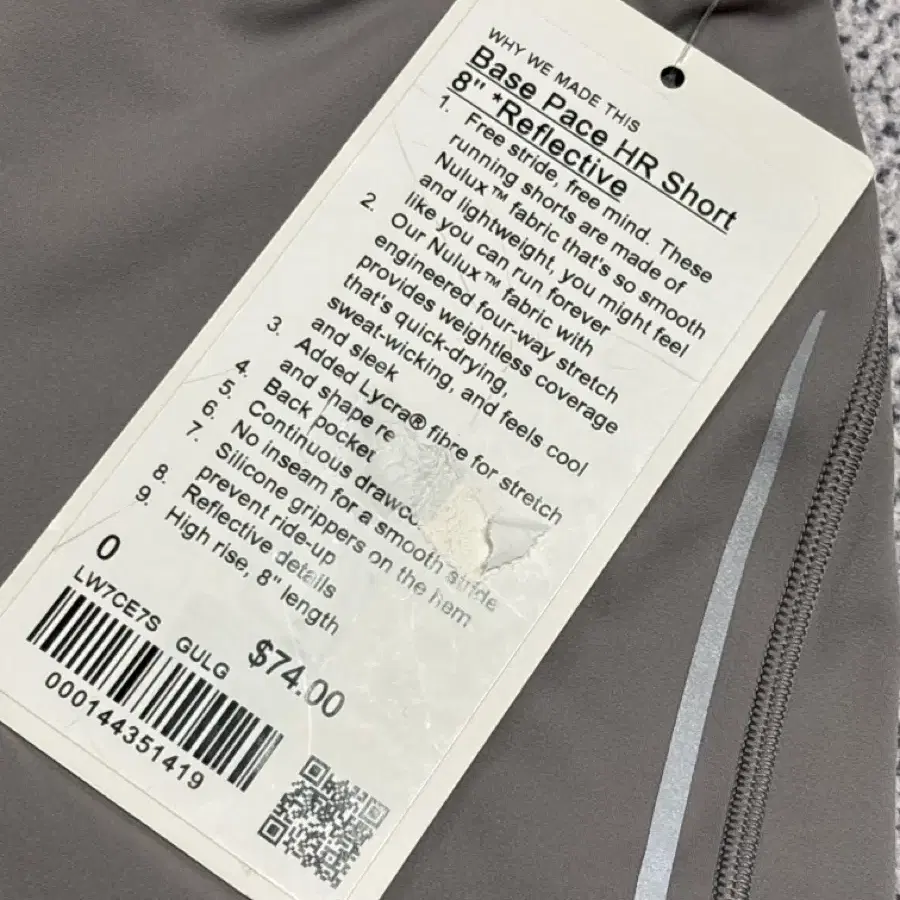 WHY WE MADE THIS
Base Pace HR Short
8" *Reflective
1. Free stride, free mind. These
running shorts are made of
Nulux™ fabric that's so smooth
and lightweight, you might feel
like you can run forever
2. Our Nulux™ fabric with
engineered four-way stretch
provides weightless coverage
that's quick-drying,
sweat-wicking, and feels cool
and sleek
3. Added Lycra® fibre for stretch
and shape re
4. Back pocket
5. Continuous drawco
6. No inseam for a smooth stride
7. Silicone grippers on the hem
prevent ride-up
8. Reflective details
9. High rise, 8" length
0
LW7CE7S GULG $74.00
000144351419